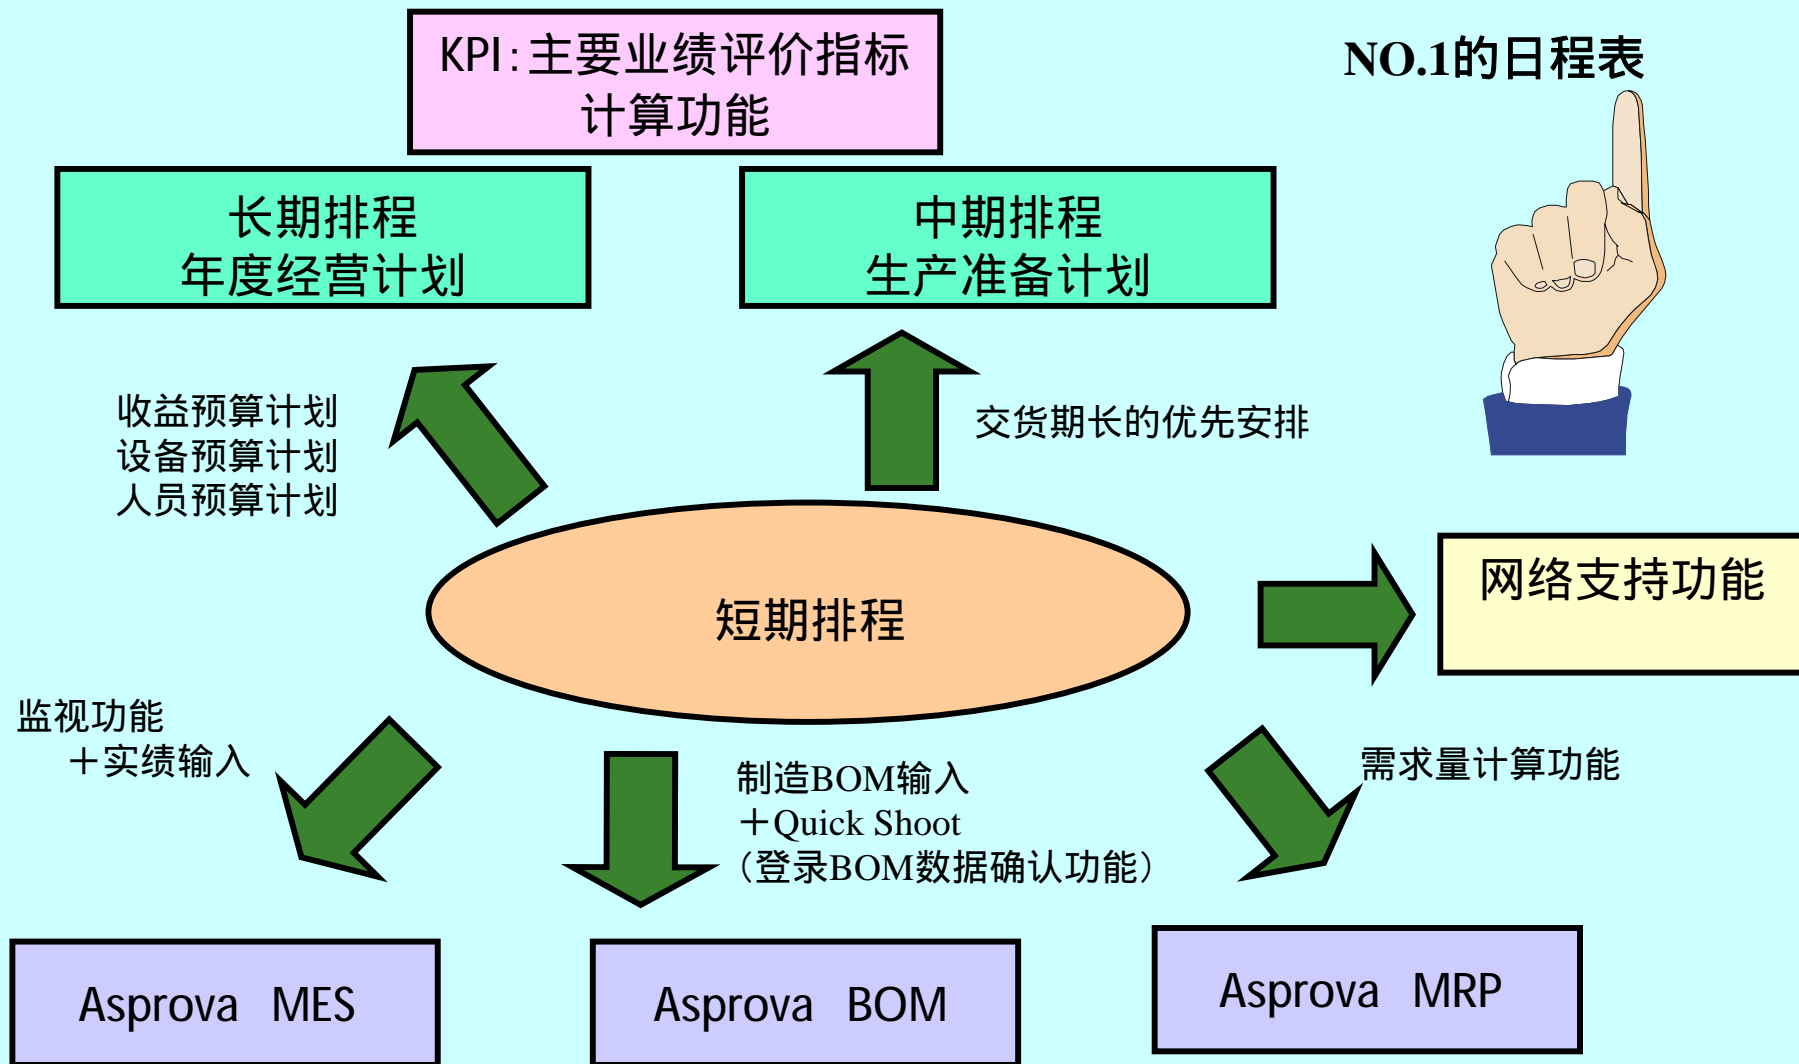 KPI:主要业绩评价指标
计算功能
NO.1的日程表
长期排程
年度经营计划
中期排程
生产准备计划
收益预算计划
设备预算计划
人员预算计划
交货期长的优先安排
网络支持功能
短期排程
监视功能
＋实绩输入
制造BOM输入
＋Quick Shoot
（登录BOM数据确认功能）
需求量计算功能
Asprova MES
Asprova BOM
Asprova MRP